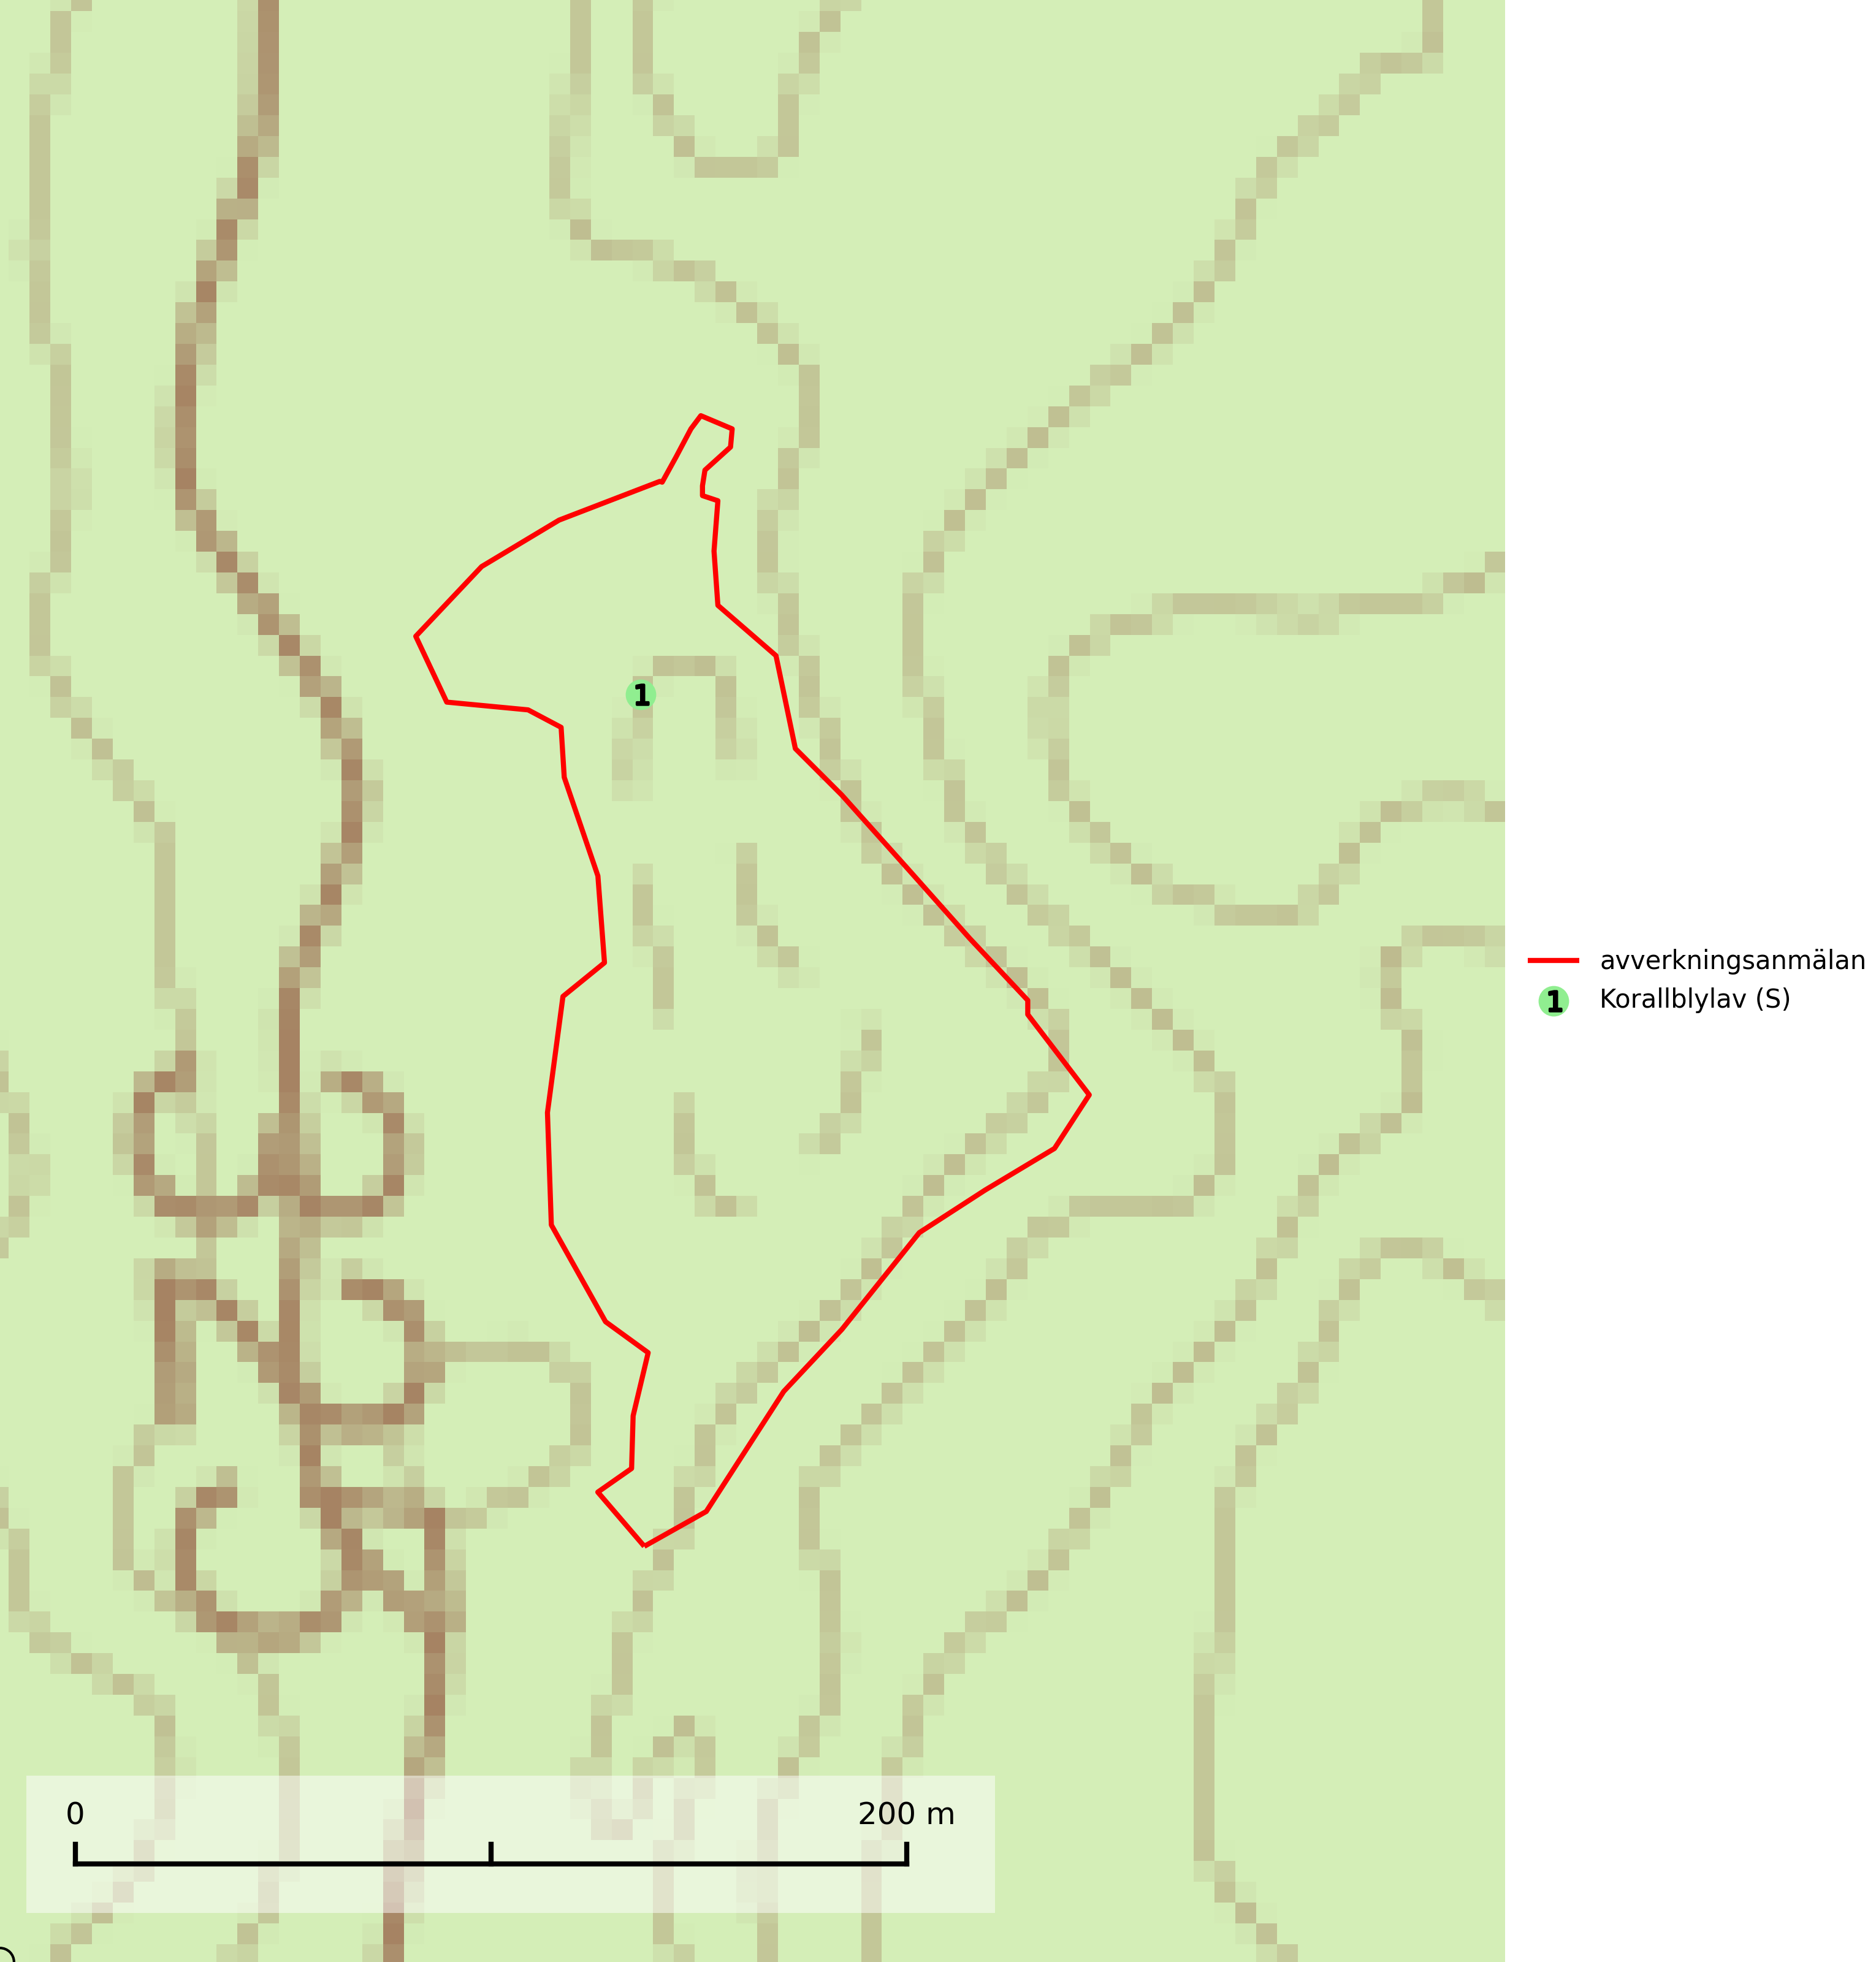 1
avverkningsanmälan
1 Korallblylav (S)
0 200 m